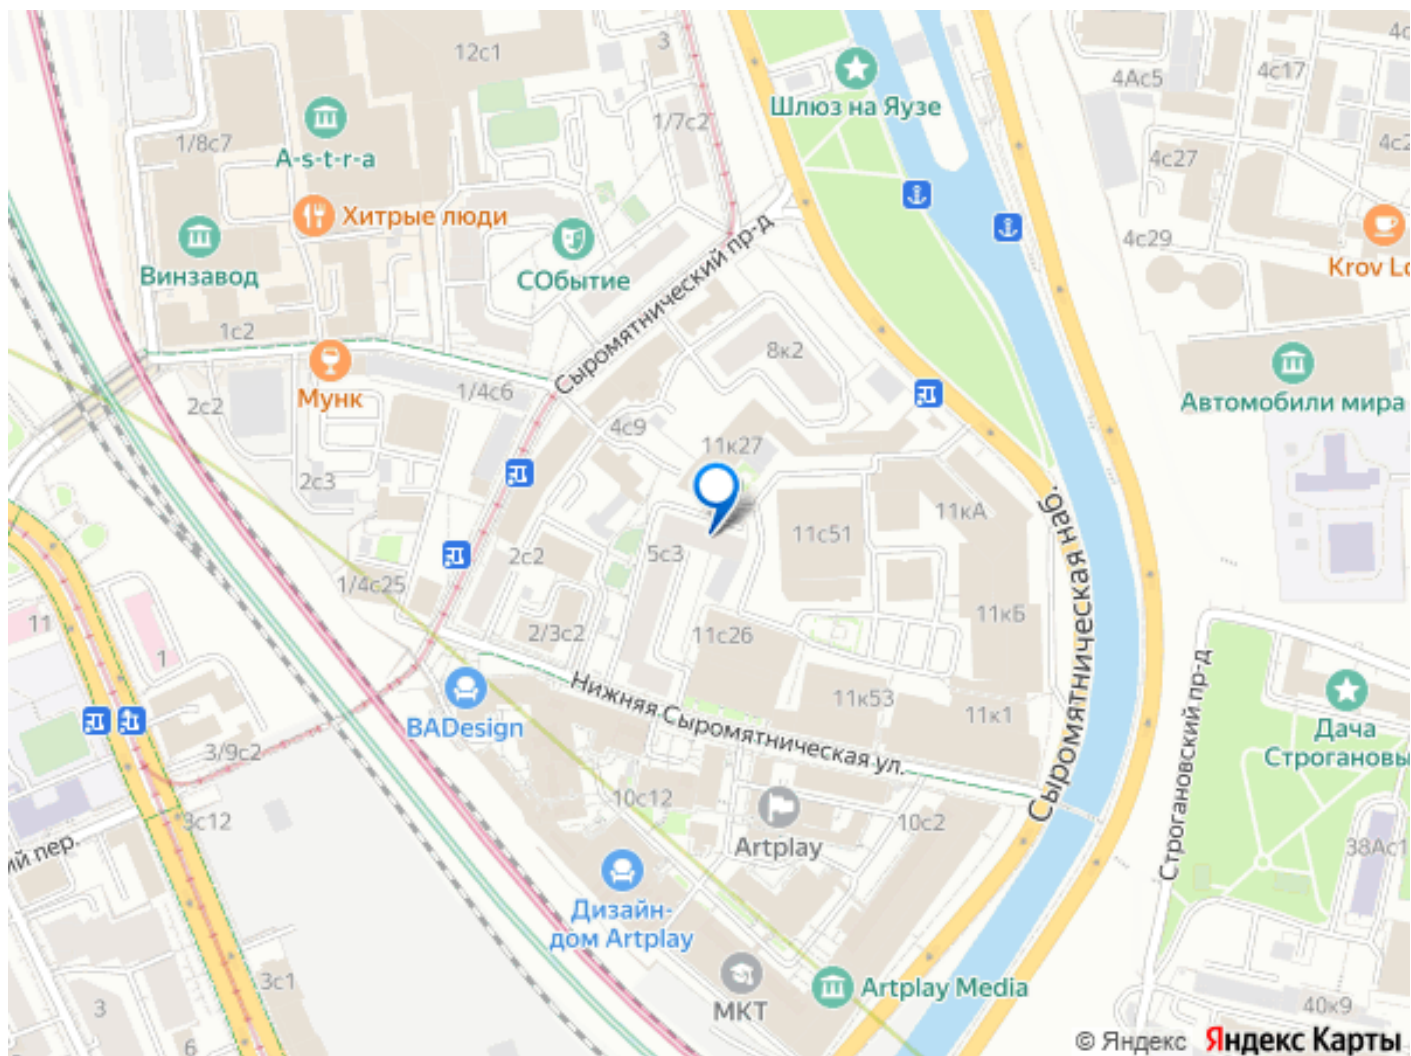 12с1
3
Шлюз на Яузе
4Ас5
4с17
1/8с7
A-s-t-r-a
1/7с2
4с27
Хитрые люди
Винзавод
СОбытие
Сыромятнический пр-д
4с29
Krov Lo
1с2
Мунк
1/4с6
8к2
Автомобили мира
2с2
4с9
11к27
2с3
11кА
11с51
Сыромятническая наб.
5с3
2с2
1/4с25
11
1
2/3с2
11с26
11к6
BADesign
Нижняя Сыромятническая ул.
11к53
11к1
Строгановский пр-д
Дача
Строгановы
3/9с2
10с12
Artplay
10с2
3с12
ий пер.
38Ас1
Дизайн-
дом Artplay
3с1
МКТ
Artplay Media
3
40к9
6
© Яндекс Яндекс Карты